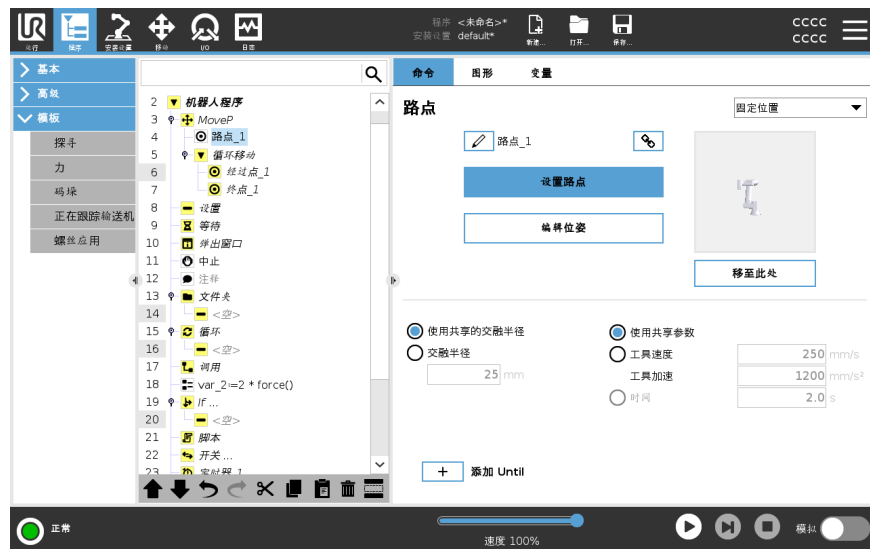 程序 <未命名>*
安装设置 default*
新建... 打开... 保存...
CCCC
CCCC
运行 程序 安装设置 移动 I/O 日志
基本
高级
模板
探寻
力
码垛
正在跟踪输送机
螺丝应用
2 机器人程序
3 MoveP
4 路点_1
5 循环移动
6 经过点_1
7 终点_1
8 设置
9 等待
10 弹出窗口
11 中止
12 注释
13 文件夹
14 <空>
15 循环
16 <空>
17 调用
18 var_2:=2 * force()
19 If ...
20 <空>
21 脚本
22 开关 ...
23 定时器_1
命令 图形 变量
路点
固定位置
路点_1
设置路点
编辑位姿
移至此处
使用共享的交融半径
交融半径
25 mm
使用共享参数
工具速度 250 mm/s
工具加速 1200 mm/s²
时间 2.0 s
+ 添加 Until
正常
速度 100%
模拟